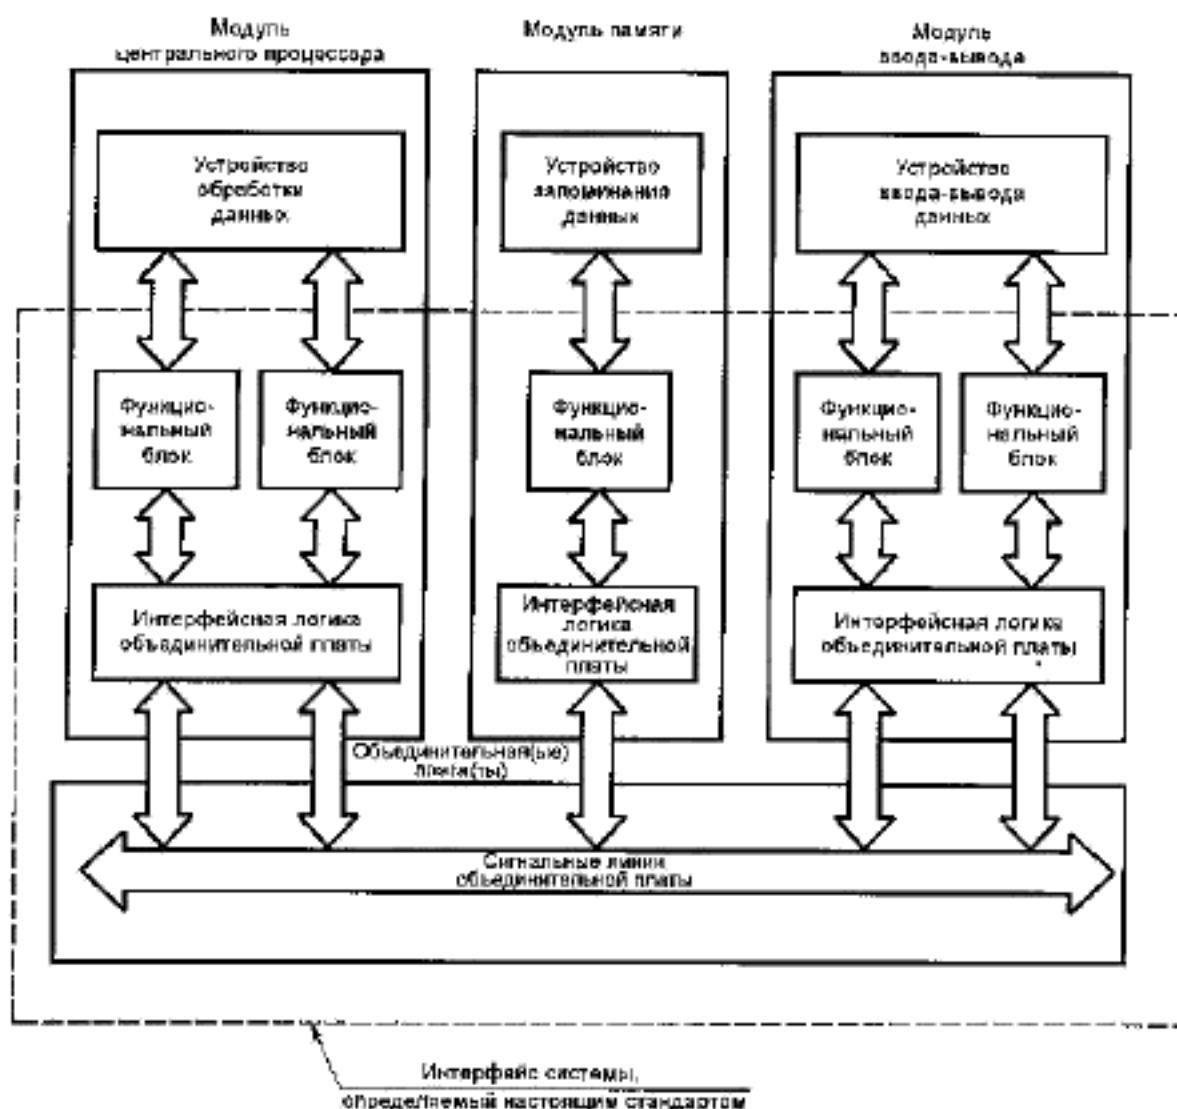 Модуль
центрального процессора
Модуль памяти
Модуль
ввода-вывода
Устройство
обработки
данных
Устройство
запоминания
данных
Устройство
ввода-вывода
данных
Функцио-
нальный
блок
Функцио-
нальный
блок
Функцио-
нальный
блок
Функцио-
нальный
блок
Функцио-
нальный
блок
Интерфейсная логика
объединительной платы
Интерфейсная
логика
объединительной
платы
Интерфейсная логика
объединительной платы
Объединительная(ые)
плата(ты)
Сигнальные линии
объединительной платы
Интерфейс системы,
определяемый настоящим стандартом